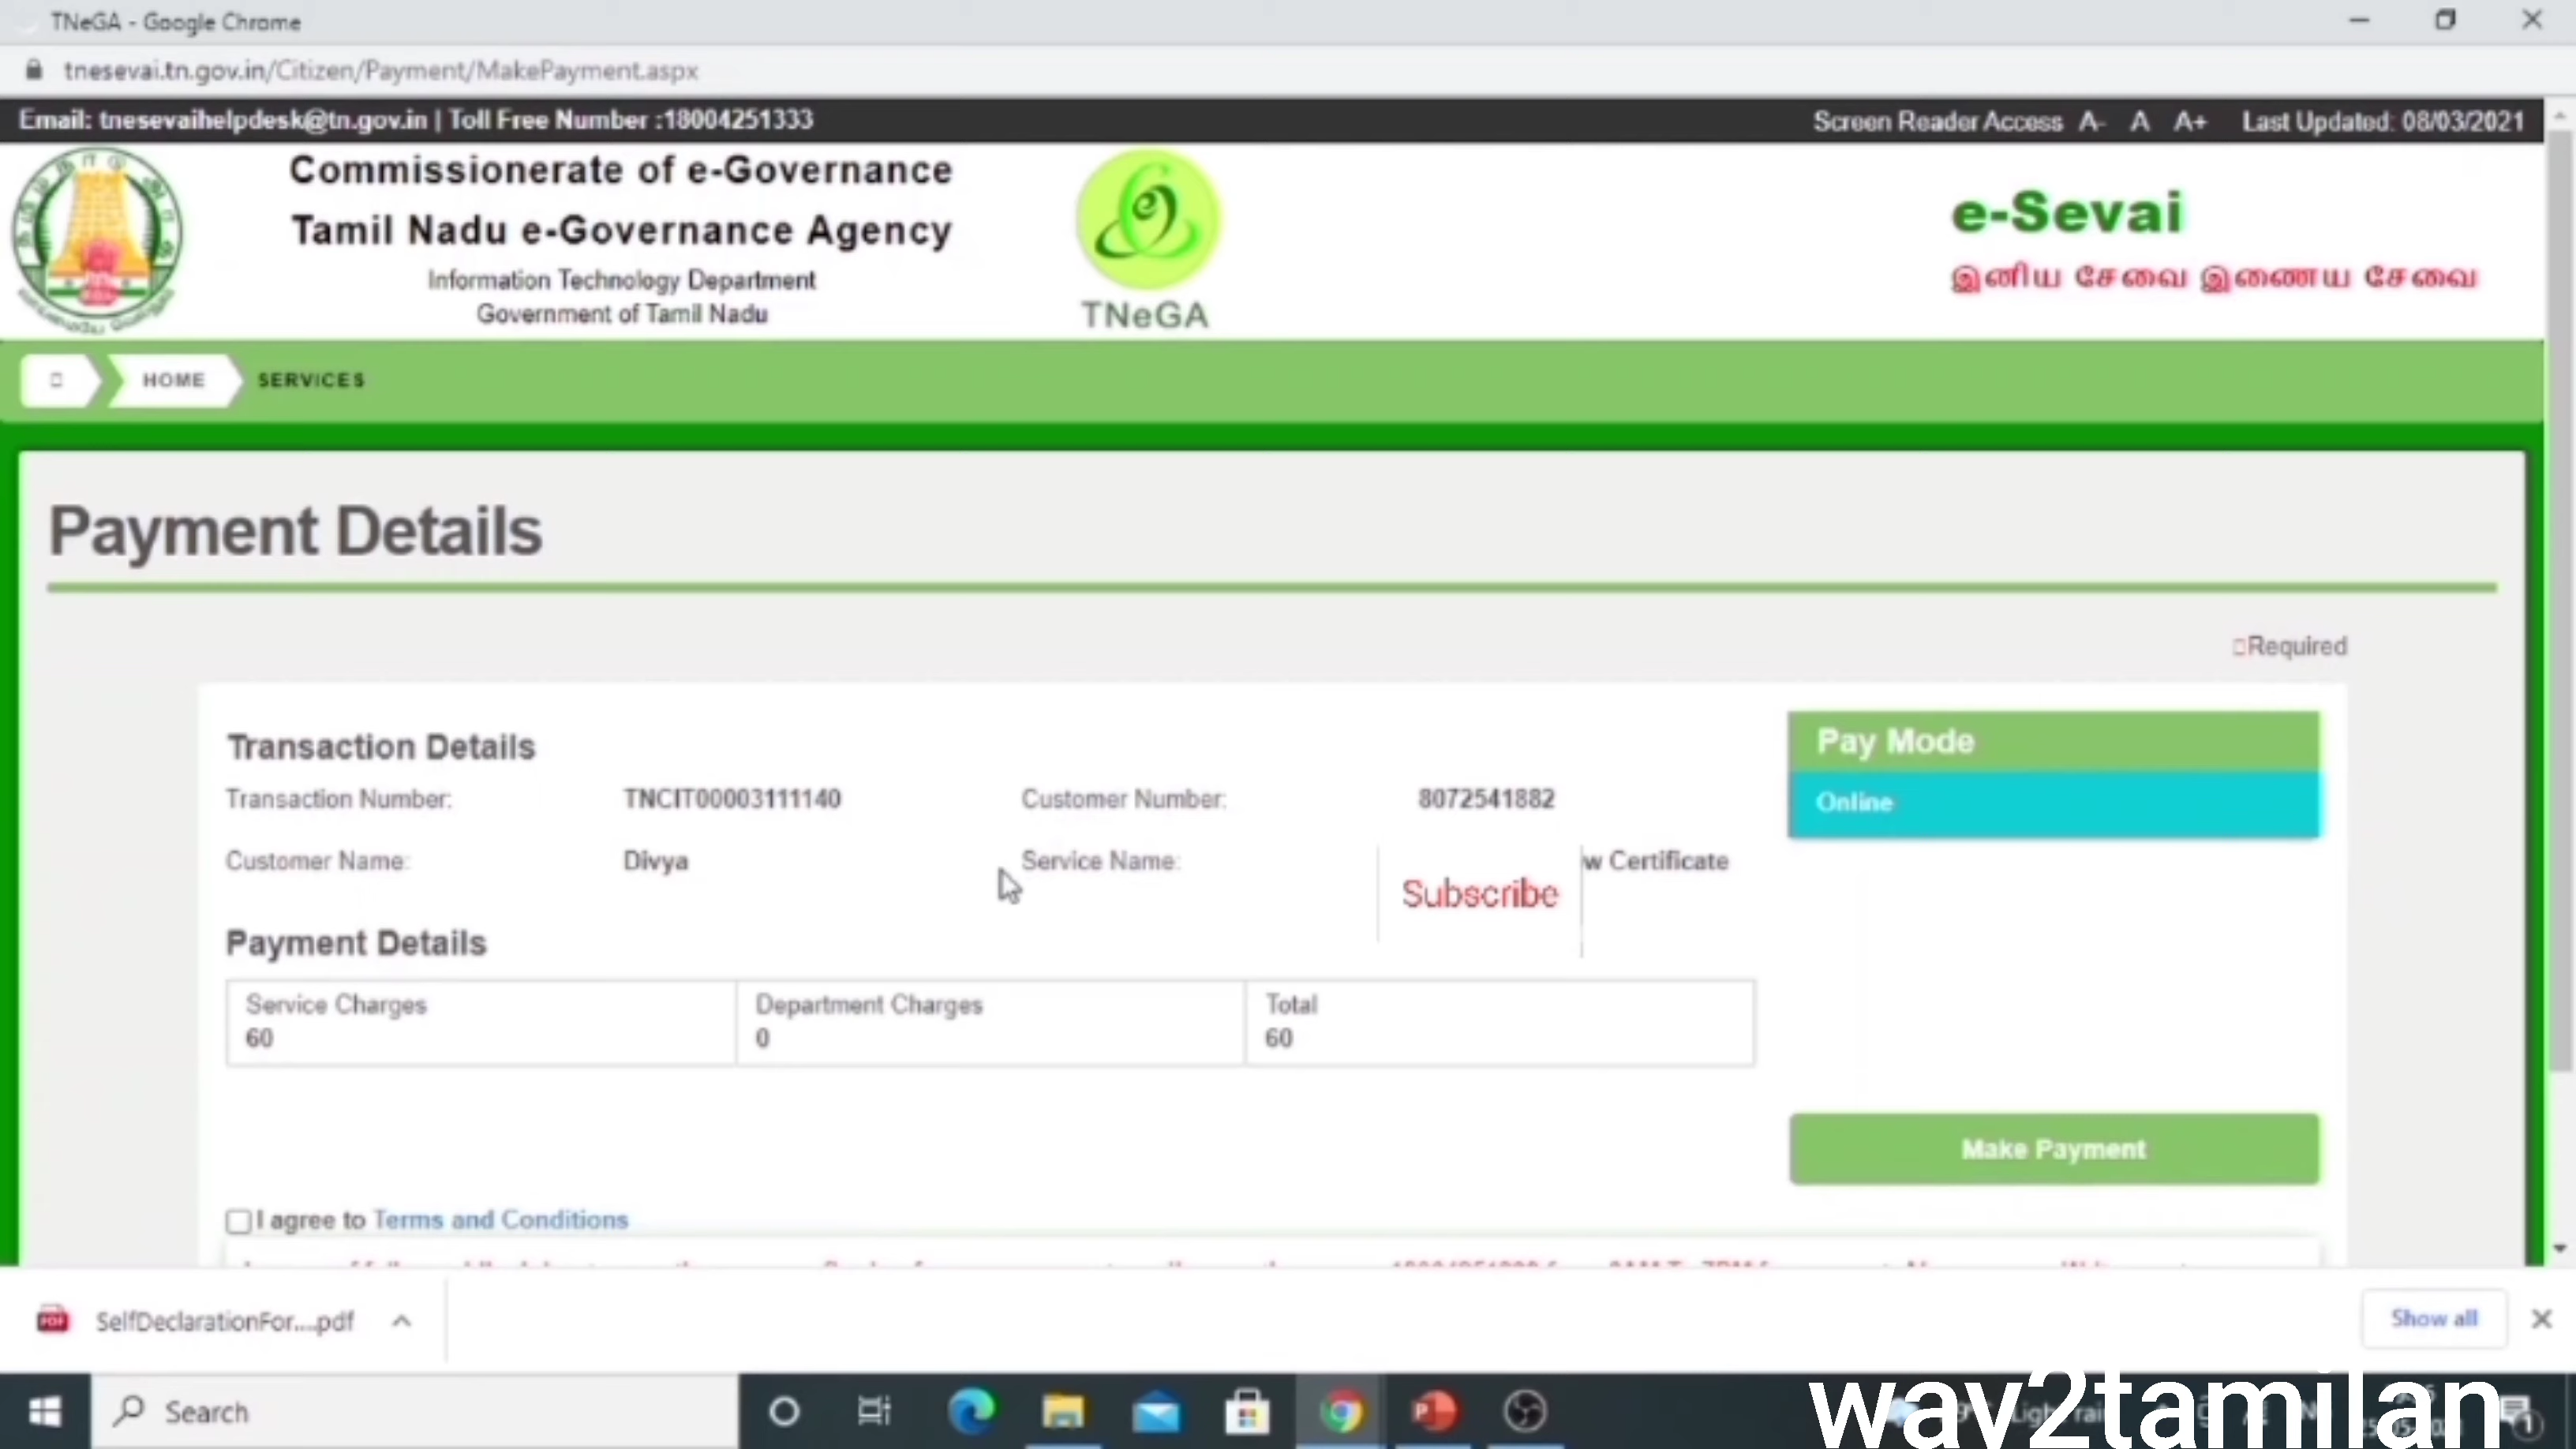 TNeGA - Google Chrome
tnesevai.tn.gov.in/Citizen/Payment/MakePayment.aspx
Email: tnesevaihelpdesk@tn.gov.in | Toll Free Number :18004251333
Screen Reader Access A- A A+ Last Updated: 08/03/2021
Commissionerate of e-Governance
Tamil Nadu e-Governance Agency
Information Technology Department
Government of Tamil Nadu
TNeGA
e-Sevai
இனிய சேவை இணைய சேவை
HOME SERVICES
Payment Details
Required
Transaction Details
Transaction Number: TNCIT00003111140 Customer Number: 8072541882
Customer Name: Divya Service Name: w Certificate
Subscribe
Pay Mode
Online
Payment Details
Service Charges Department Charges Total
60 0 60
Make Payment
I agree to Terms and Conditions
SelfDeclarationFor....pdf
Show all
Search
way2tamilan